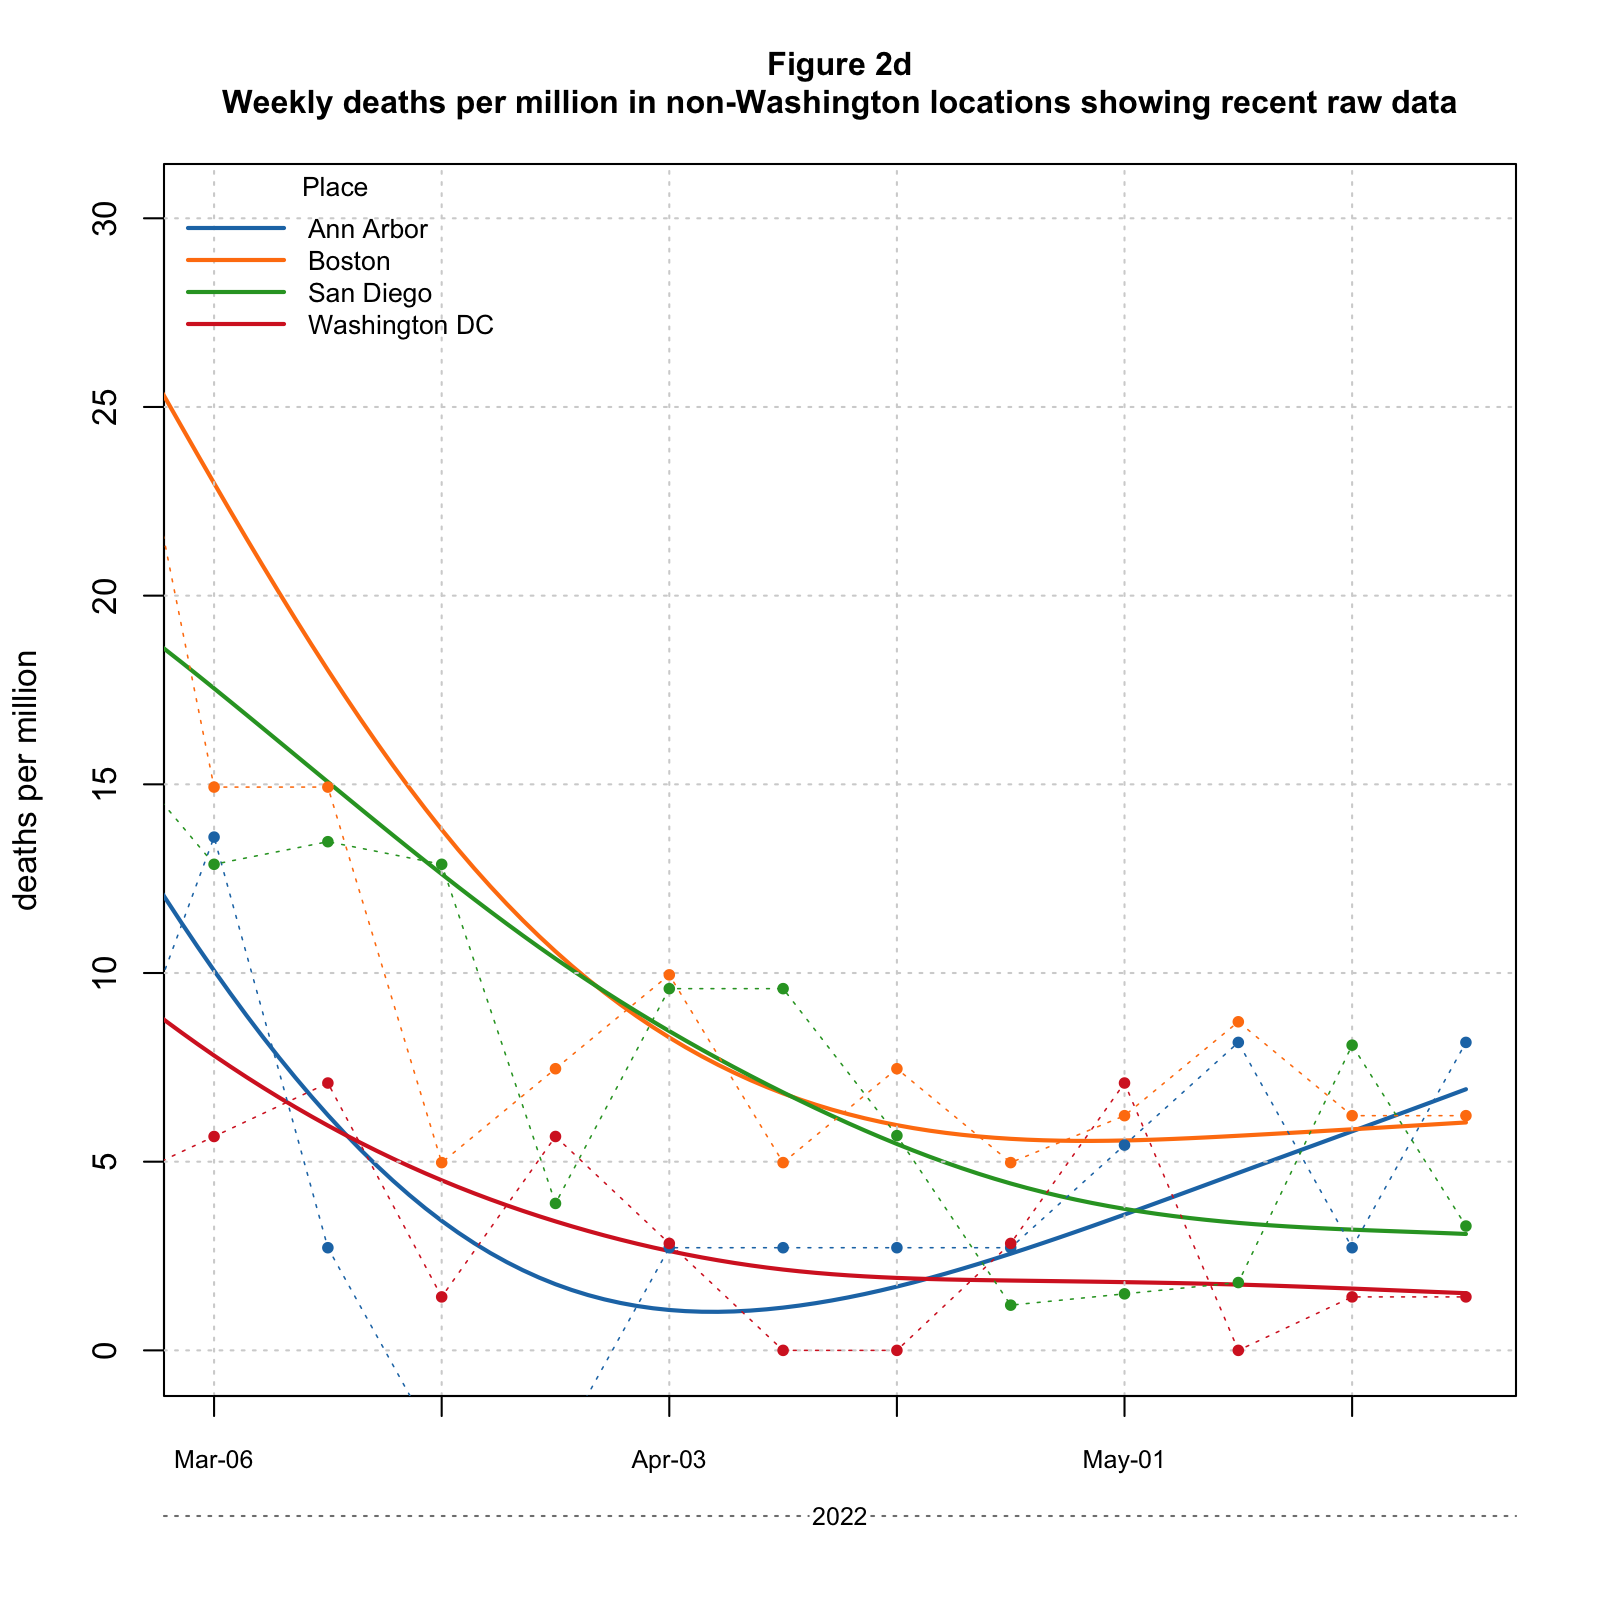 Figure 2d
Weekly deaths per million in non-Washington locations showing recent raw data
Place
Ann Arbor
Boston
San Diego
Washington DC
deaths per million
30
25
20
15
10
5
0
Mar-06
Apr-03
May-01
2022